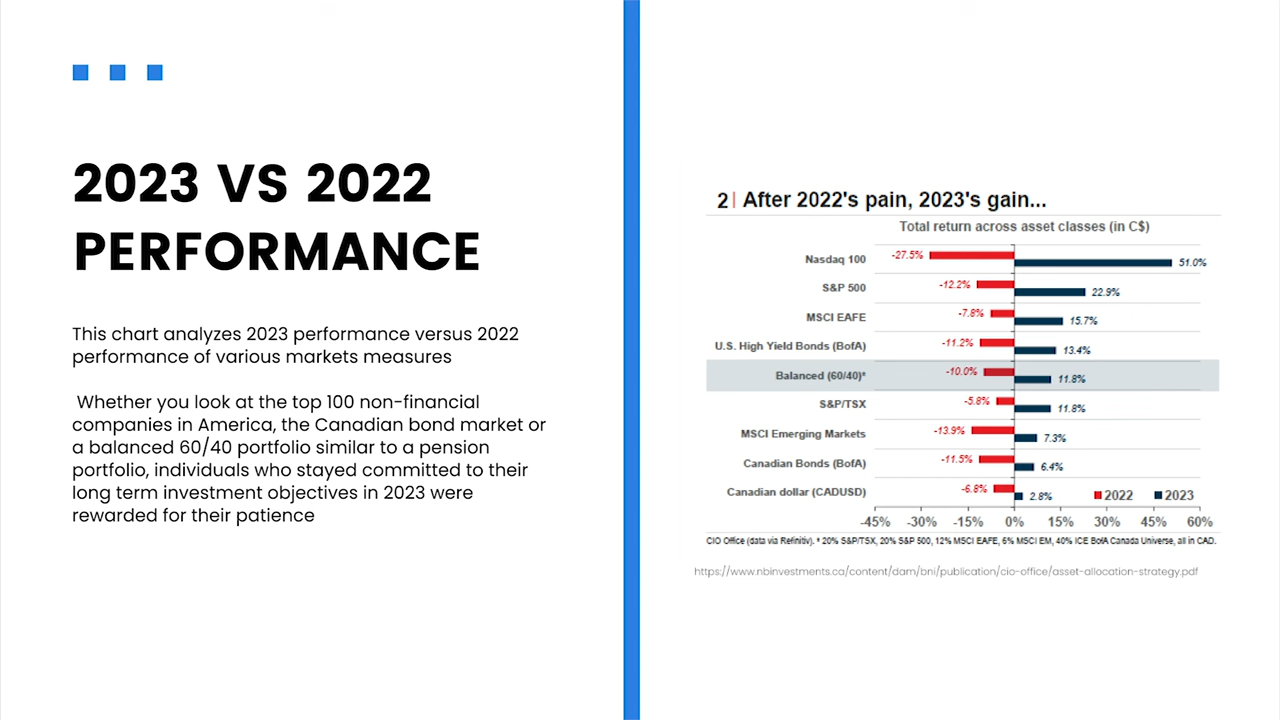 2023 VS 2022
PERFORMANCE
This chart analyzes 2023 performance versus 2022
performance of various markets measures
Whether you look at the top 100 non-financial
companies in America, the Canadian bond market or
a balanced 60/40 portfolio similar to a pension
portfolio, individuals who stayed committed to their
long term investment objectives in 2023 were
rewarded for their patience
2| After 2022's pain, 2023's gain...
Total return across asset classes (in C$)
Nasdaq 100 -27.5% 51.0%
S&P 500 -12.2% 22.9%
MSCI EAFE -7.8% 15.7%
U.S. High Yield Bonds (BofA) -11.2% 13.4%
Balanced (60/40)* -10.0% 11.8%
S&P/TSX -5.8% 11.8%
MSCI Emerging Markets -13.9% 7.3%
Canadian Bonds (BofA) -11.5% 6.4%
Canadian dollar (CADUSD) -6.8% 2.8% 2022 2023
-45% -30% -15% 0% 15% 30% 45% 60%
CIO Office (data via Refinitiv). * 20% S&P/TSX, 20% S&P 500, 12% MSCI EAFE, 6% MSCI EM, 40% ICE BofA Canada Universe, all in CAD.
https://www.nbinvestments.ca/content/dam/bni/publication/cio-office/asset-allocation-strategy.pdf